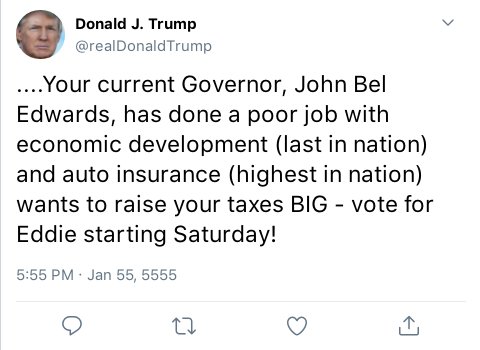 Donald J. Trump
@realDonaldTrump
....Your current Governor, John Bel
Edwards, has done a poor job with
economic development (last in nation)
and auto insurance (highest in nation)
wants to raise your taxes BIG - vote for
Eddie starting Saturday!
5:55 PM · Jan 55, 5555